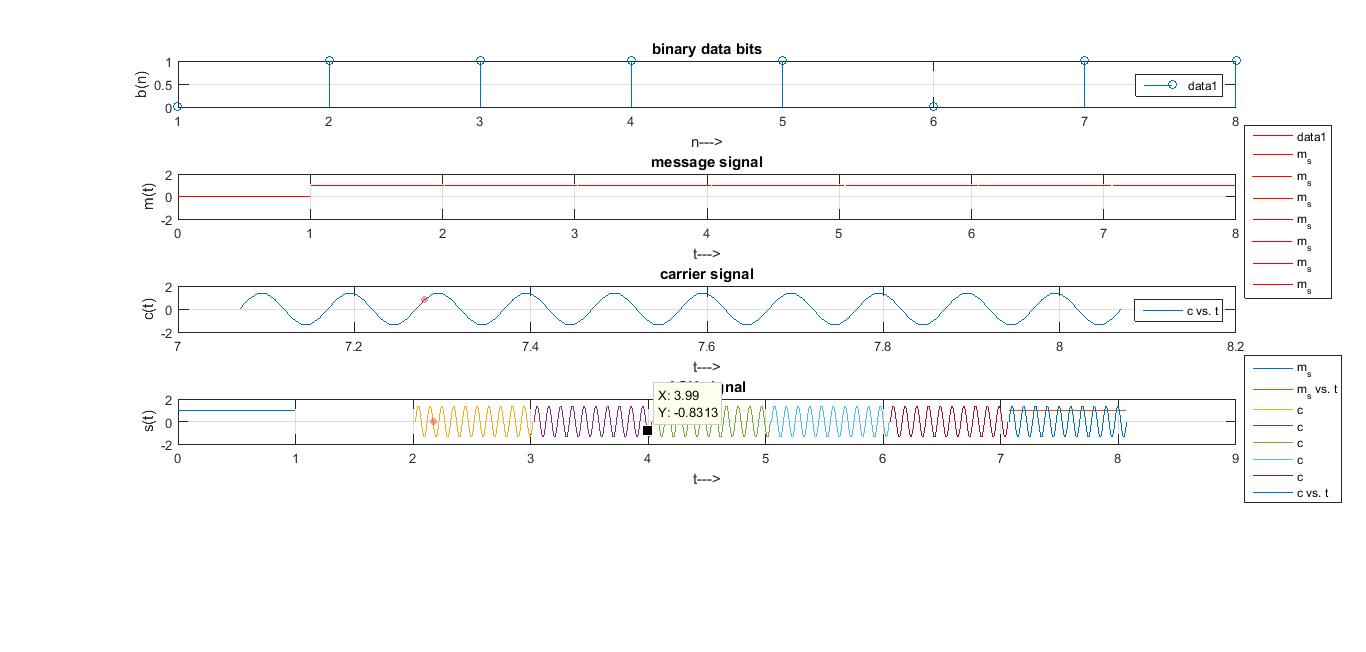 binary data bits
b(n)
1
0.5
0
data1
1 2 3 4 5 6 7 8
n--->
message signal
m(t)
2
0
-2
0 1 2 3 4 5 6 7 8
t--->
data1
ms
ms
ms
ms
ms
ms
ms
carrier signal
c(t)
2
0
-2
c vs. t
7 7.2 7.4 7.6 7.8 8 8.2
t--->
nal
X: 3.99
Y: -0.8313
s(t)
2
0
-2
0 1 2 3 4 5 6 7 8 9
t--->
ms
ms vs. t
c
c
c
c
c
c vs. t